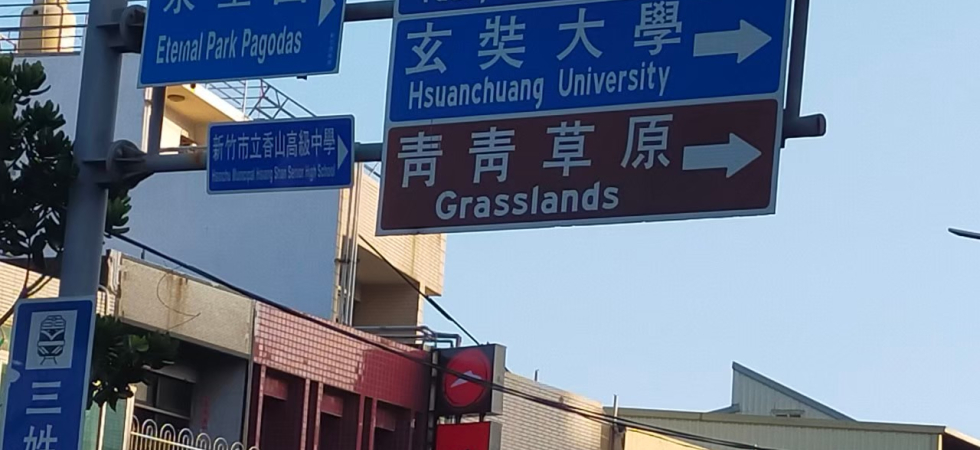 Eternal Park Pagodas
玄奘大學
Hsuanchuang University
新竹市立香山高級中學
Hsinchu Municipal Hsiang Shan Senior High School
青青草原
Grasslands
三姓